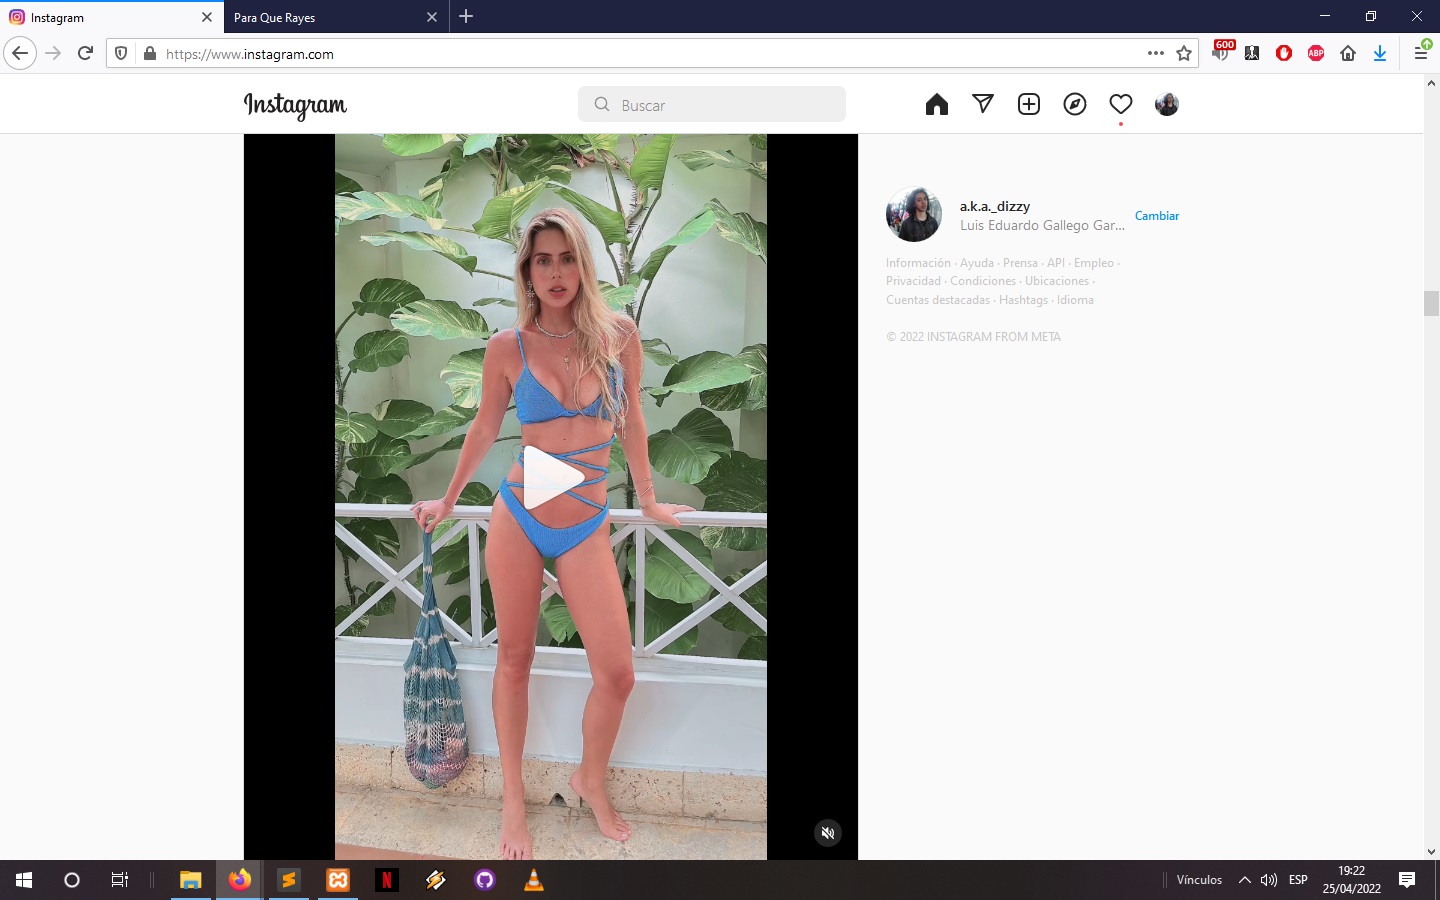 Instagram
Para Que Rayes
https://www.instagram.com
600
ABP
Instagram
Buscar
a.k.a._dizzy
Luis Eduardo Gallego Gar...
Cambiar
Información · Ayuda · Prensa · API · Empleo ·
Privacidad · Condiciones · Ubicaciones ·
Cuentas destacadas · Hashtags · Idioma
© 2022 INSTAGRAM FROM META
N
Vínculos
ESP
19:22
25/04/2022